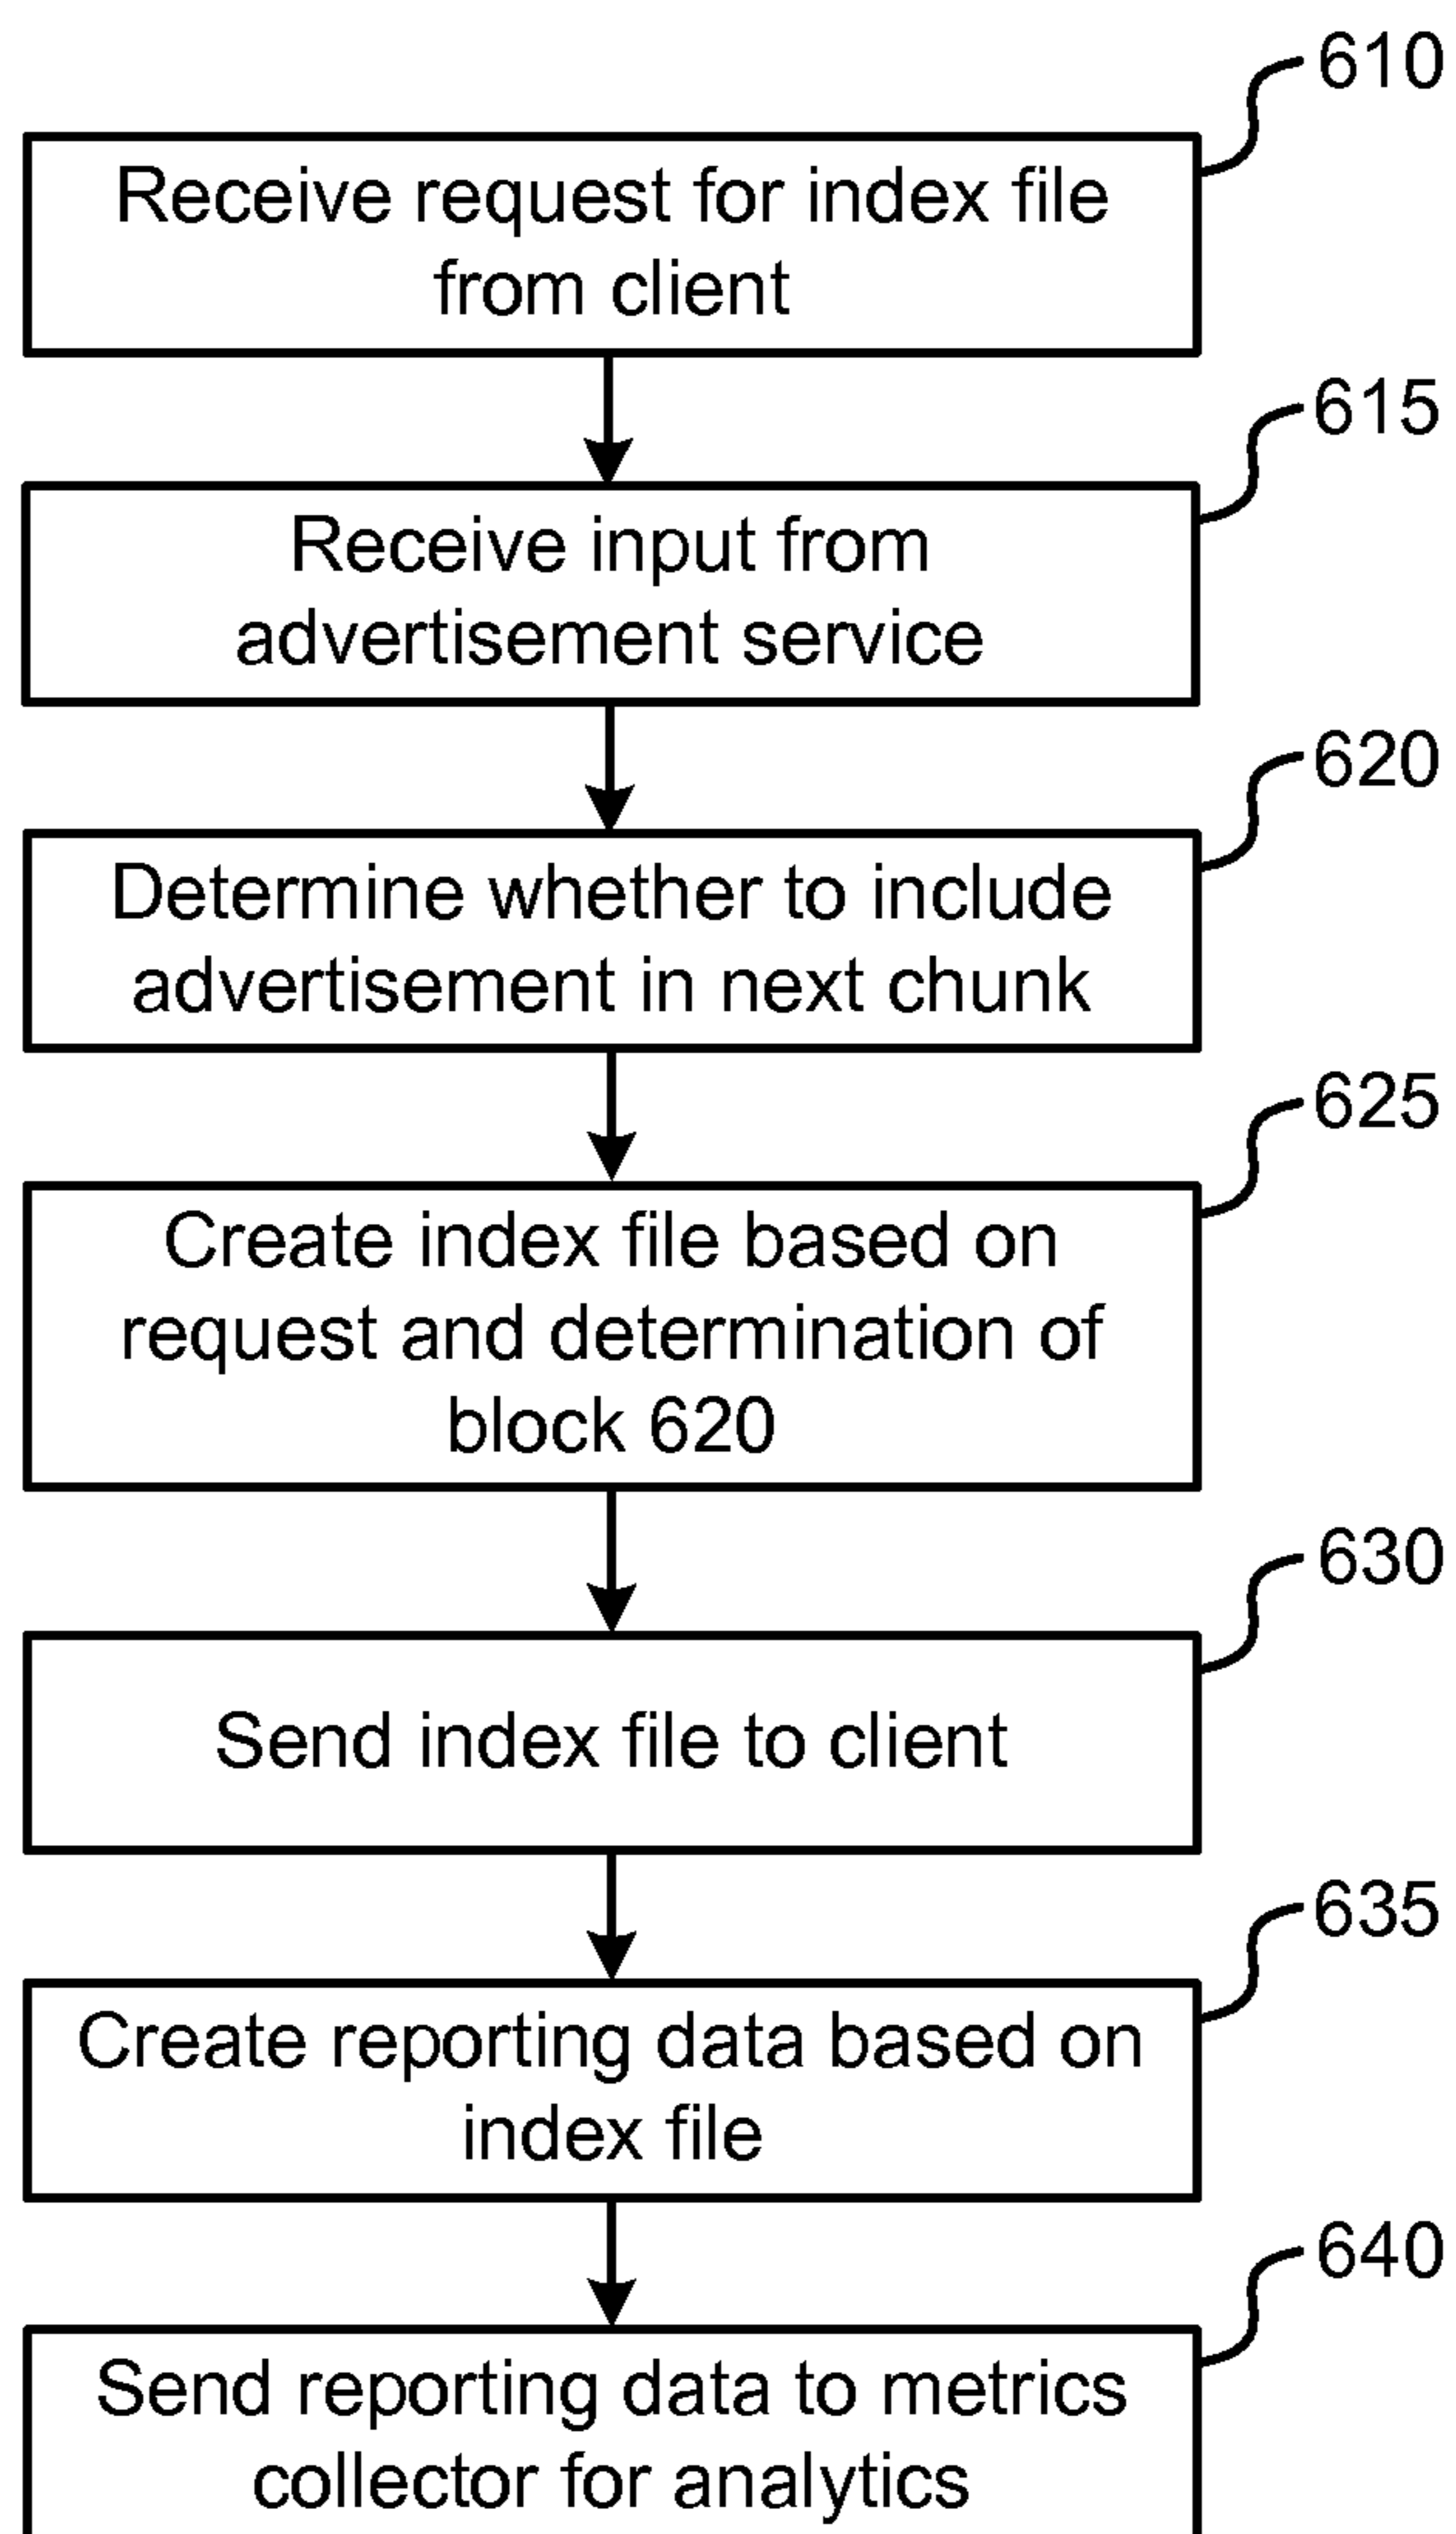 610
Receive request for index file
from client
615
Receive input from
advertisement service
620
Determine whether to include
advertisement in next chunk
625
Create index file based on
request and determination of
block 620
630
Send index file to client
635
Create reporting data based on
index file
640
Send reporting data to metrics
collector for analytics